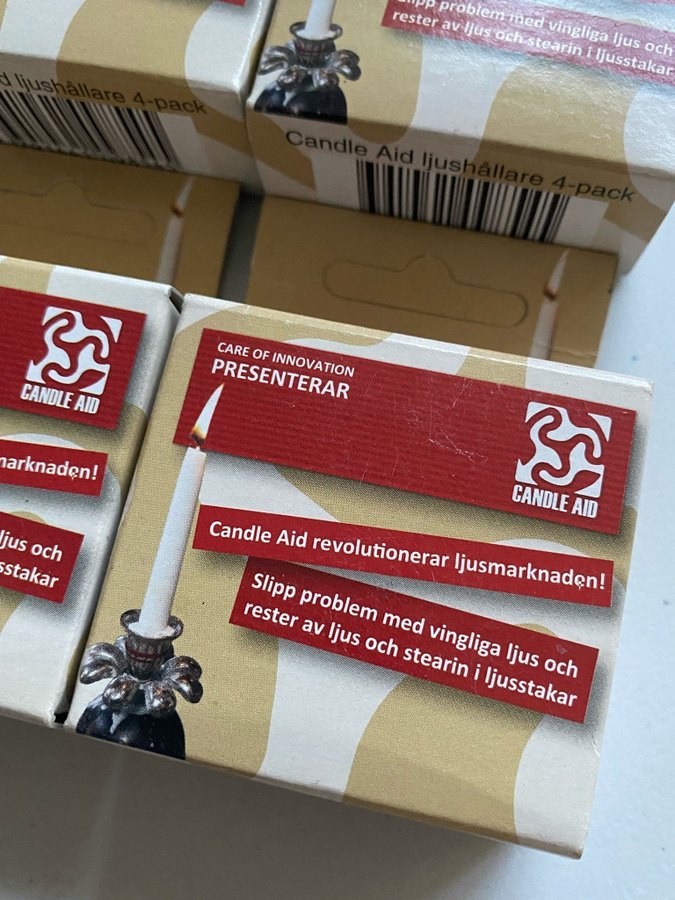 d ljushållare 4-pack
Slipp problem med vingliga ljus och
rester av ljus och stearin i ljusstakar
Candle Aid ljushållare 4-pack
CANDLE AID
marknaden!
ljus och
sstakar
CARE OF INNOVATION
PRESENTERAR
CANDLE AID
Candle Aid revolutionerar ljusmarknaden!
Slipp problem med vingliga ljus och
rester av ljus och stearin i ljusstakar